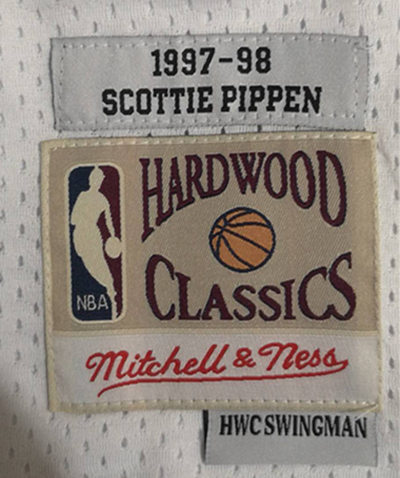 1997-98
SCOTTIE PIPPEN
HARDWOOD
CLASSICS
NBA
Mitchell & Ness
HWC SWINGMAN